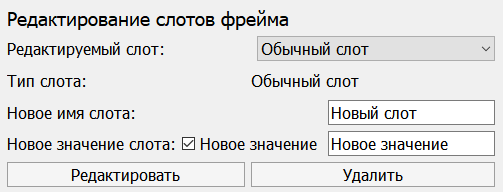 Редактирование слотов фрейма
Редактируемый слот: Обычный слот
Тип слота: Обычный слот
Новое имя слота: Новый слот
Новое значение слота: Новое значение Новое значение
Редактировать Удалить